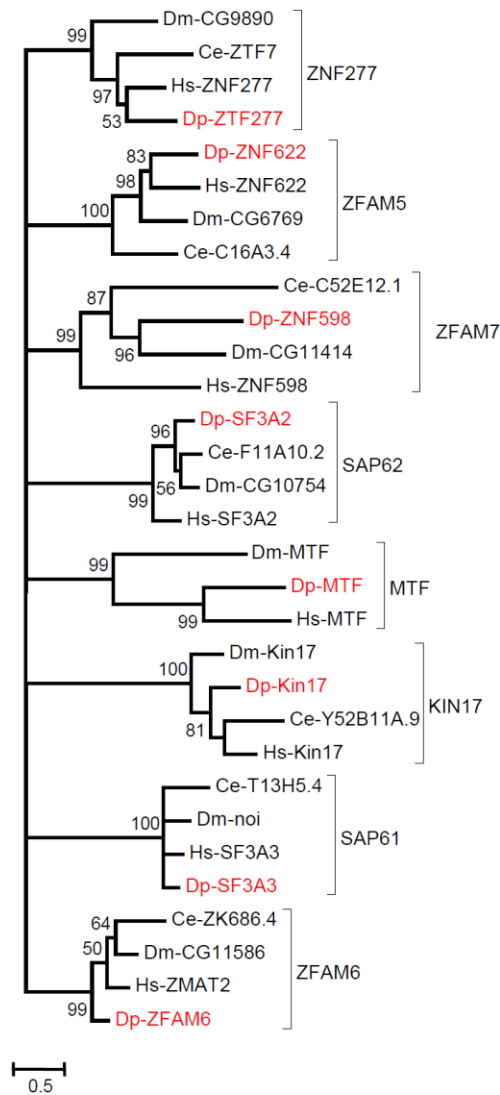 Dm-CG9890
99
Ce-ZTF7
ZNF277
97
Hs-ZNF277
53
Dp-ZTF277
83
Dp-ZNF622
98
Hs-ZNF622
ZFAM5
100
Dm-CG6769
Ce-C16A3.4
Ce-C52E12.1
87
Dp-ZNF598
ZFAM7
99
96
Dm-CG11414
Hs-ZNF598
Dp-SF3A2
96
Ce-F11A10.2
SAP62
56
Dm-CG10754
99
Hs-SF3A2
Dm-MTF
99
Dp-MTF
MTF
99
Hs-MTF
Dm-Kin17
100
Dp-Kin17
KIN17
81
Ce-Y52B11A.9
Hs-Kin17
Ce-T13H5.4
100
Dm-noi
SAP61
Hs-SF3A3
Dp-SF3A3
64
Ce-ZK686.4
50
Dm-CG11586
ZFAM6
Hs-ZMAT2
99
Dp-ZFAM6
0.5